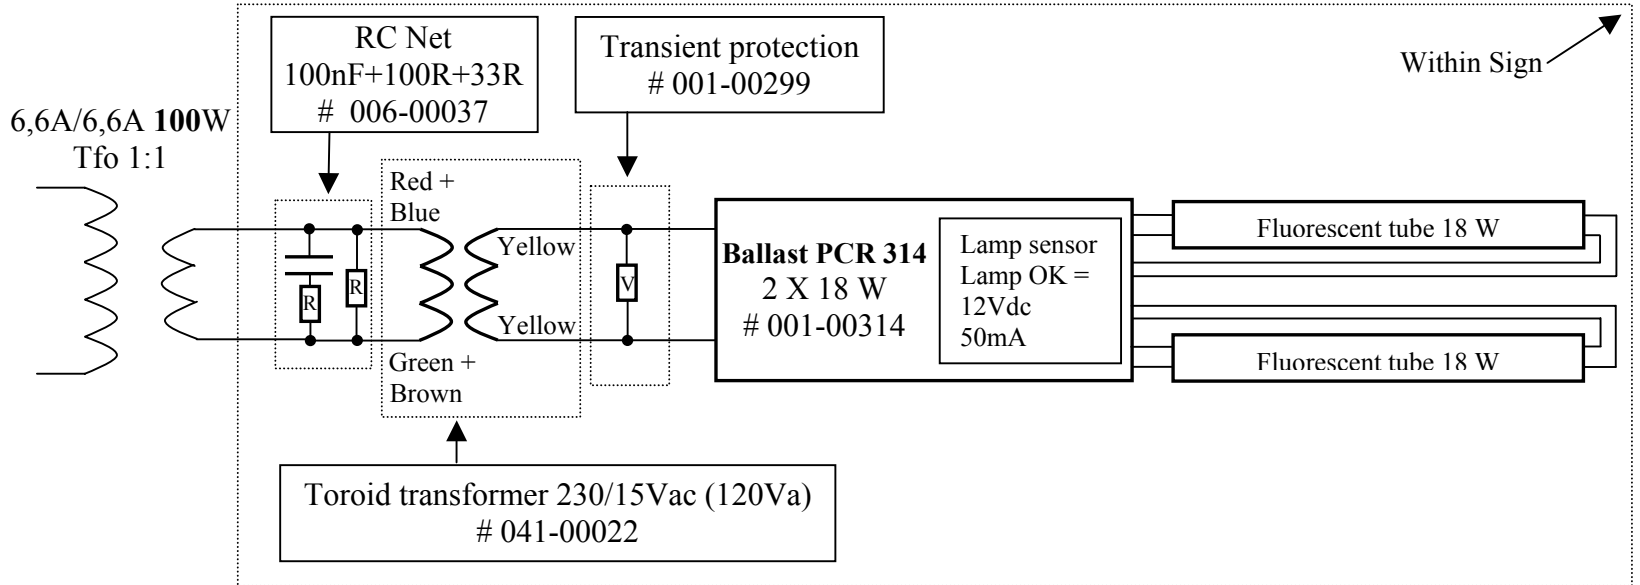 RC Net
100nF+100R+33R
# 006-00037
Transient protection
# 001-00299
Within Sign
6,6A/6,6A 100W
Tfo 1:1
Red +
Blue
Yellow
R
R
V
Yellow
Green +
Brown
Ballast PCR 314
2 X 18 W
# 001-00314
Lamp sensor
Lamp OK =
12Vdc
50mA
Fluorescent tube 18 W
Fluorescent tube 18 W
Toroid transformer 230/15Vac (120Va)
# 041-00022